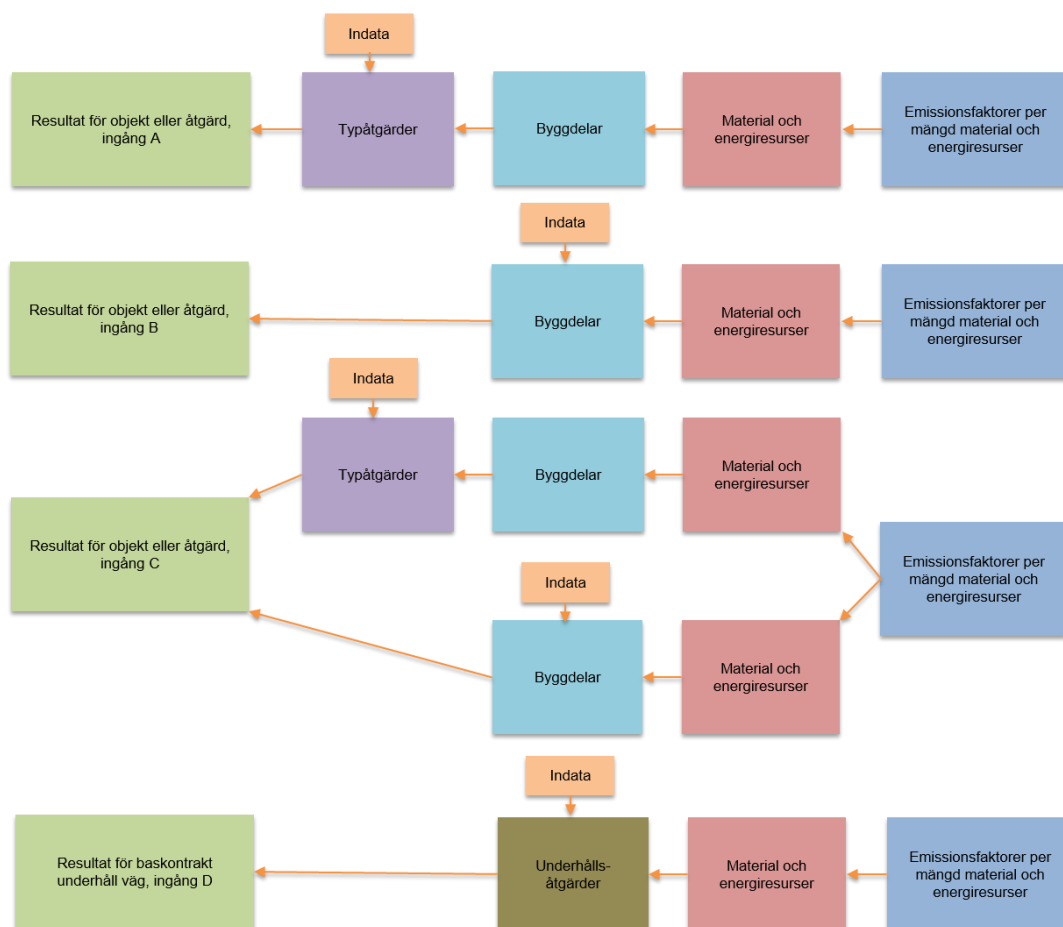 Indata
Resultat för objekt eller åtgärd,
ingång A
Typåtgärder
Byggdelar
Material och
energiresurser
Emissionsfaktorer per
mängd material och
energiresurser
Indata
Resultat för objekt eller åtgärd,
ingång B
Byggdelar
Material och
energiresurser
Emissionsfaktorer per
mängd material och
energiresurser
Indata
Typåtgärder
Byggdelar
Material och
energiresurser
Resultat för objekt eller åtgärd,
ingång C
Emissionsfaktorer per
mängd material och
energiresurser
Indata
Byggdelar
Material och
energiresurser
Indata
Resultat för baskontrakt
underhåll väg, ingång D
Underhålls-
åtgärder
Material och
energiresurser
Emissionsfaktorer per
mängd material och
energiresurser